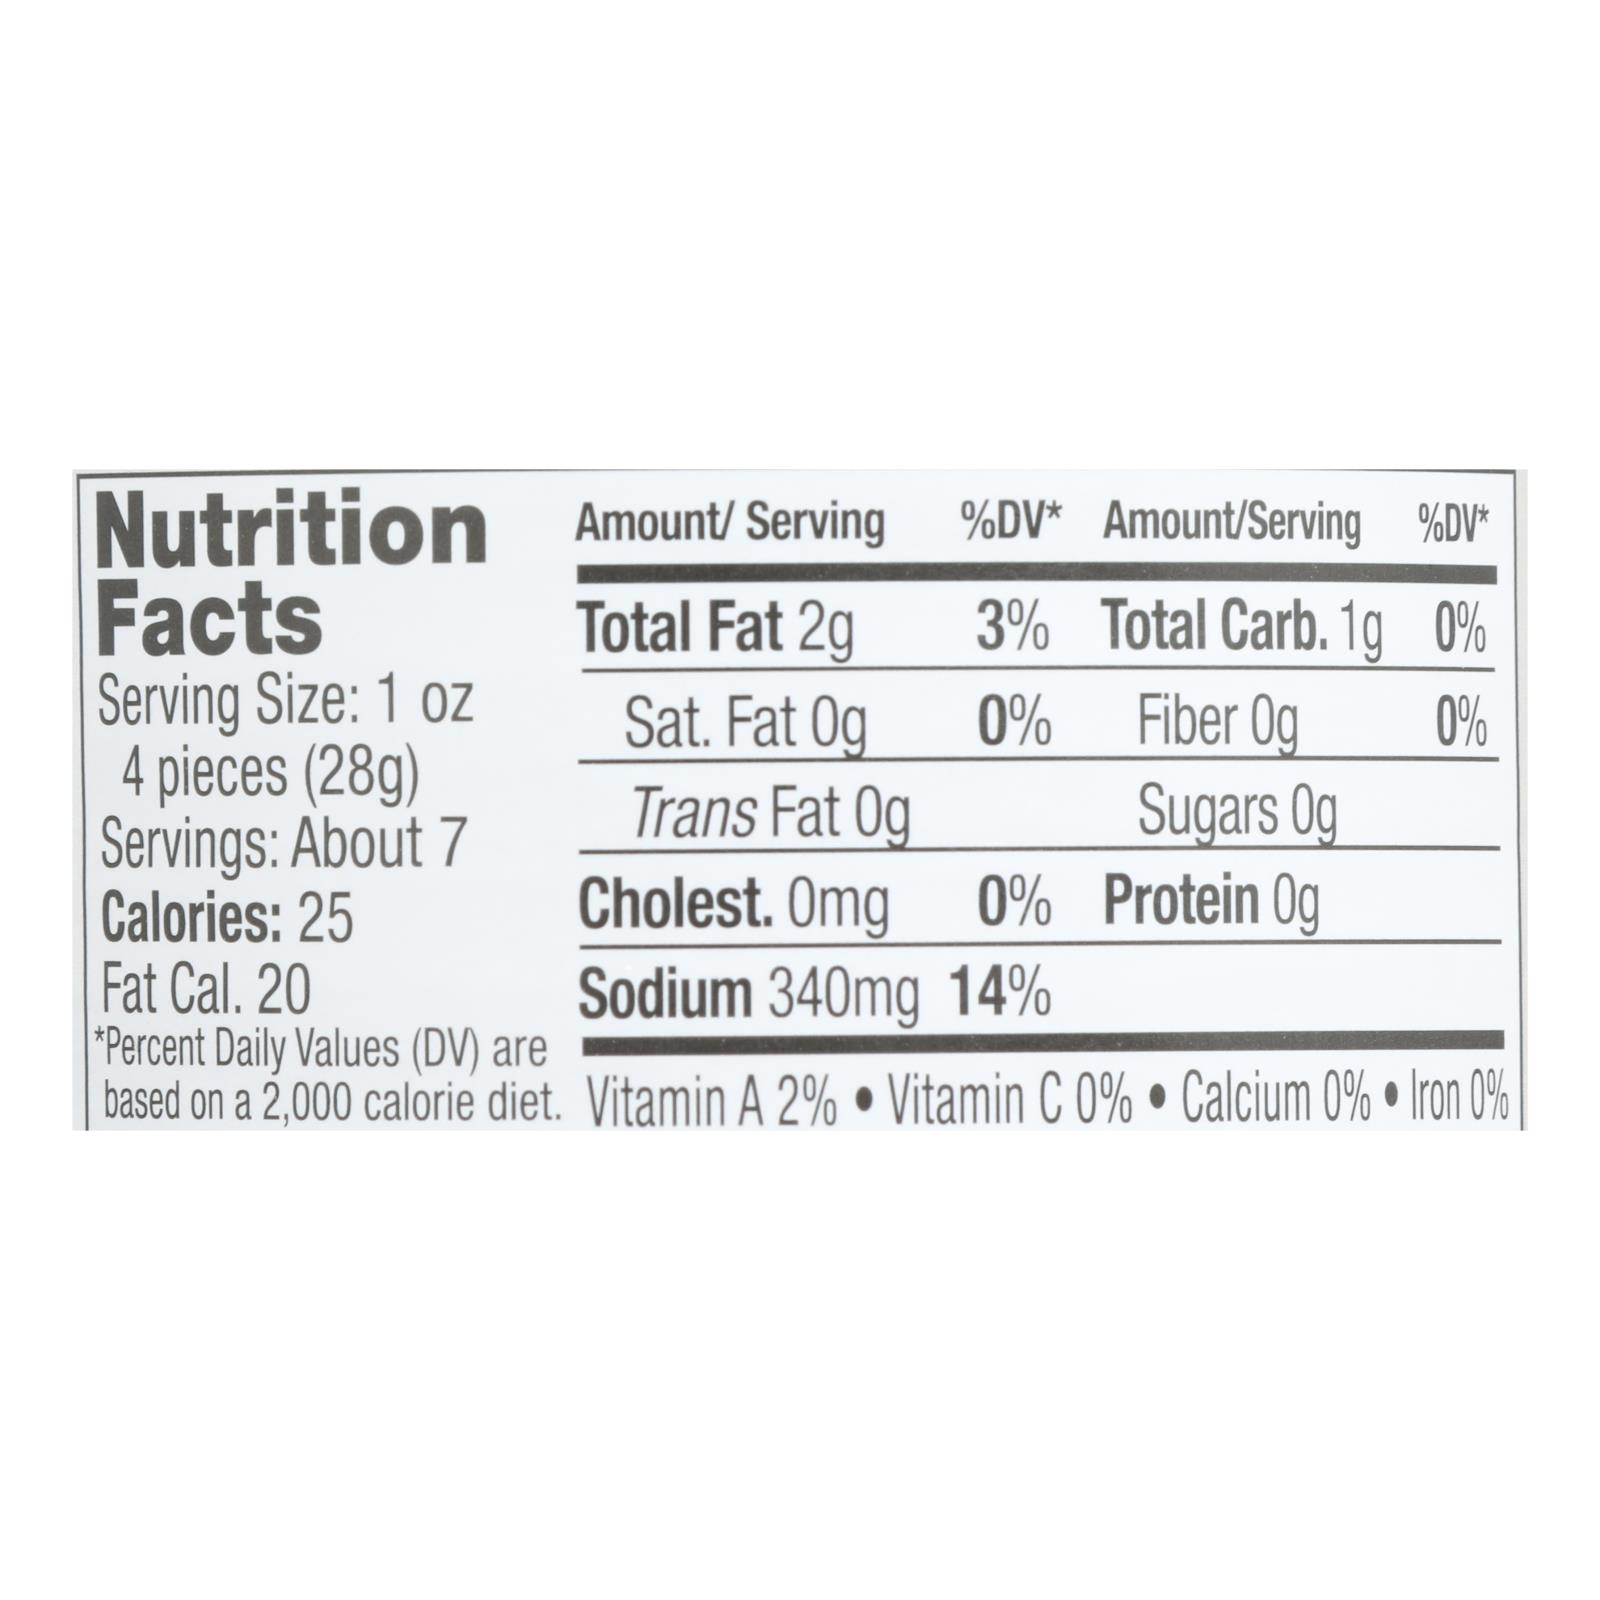 Nutrition
Facts
Serving Size: 1 oz
4 pieces (28g)
Servings: About 7
Calories: 25
Fat Cal. 20
*Percent Daily Values (DV) are
based on a 2,000 calorie diet.
Amount/ Serving %DV* Amount/Serving %DV*
Total Fat 2g 3% Total Carb. 1g 0%
Sat. Fat 0g 0% Fiber 0g 0%
Trans Fat 0g Sugars 0g
Cholest. 0mg 0% Protein 0g
Sodium 340mg 14%
Vitamin A 2% • Vitamin C 0% • Calcium 0% • Iron 0%